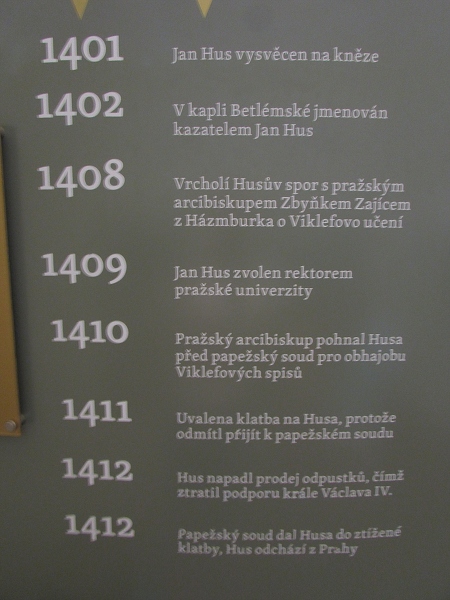 1401
Jan Hus vysvěcen na kněze
1402
V kapli Betlémské jmenován
kazatelem Jan Hus
1408
Vrcholí Husův spor s pražským
arcibiskupem Zbyňkem Zajícem
z Házmburka o Viklefovo učení
1409
Jan Hus zvolen rektorem
pražské univerzity
1410
Pražský arcibiskup pohnal Husa
před papežský soud pro obhajobu
Viklefových spisů
1411
Uvalena klatba na Husa, protože
odmítl přijít k papežskému soudu
1412
Hus napadl prodej odpustků, čímž
ztratil podporu krále Václava IV.
1412
Papežský soud dal Husa do ztížené
klatby, Hus odchází z Prahy